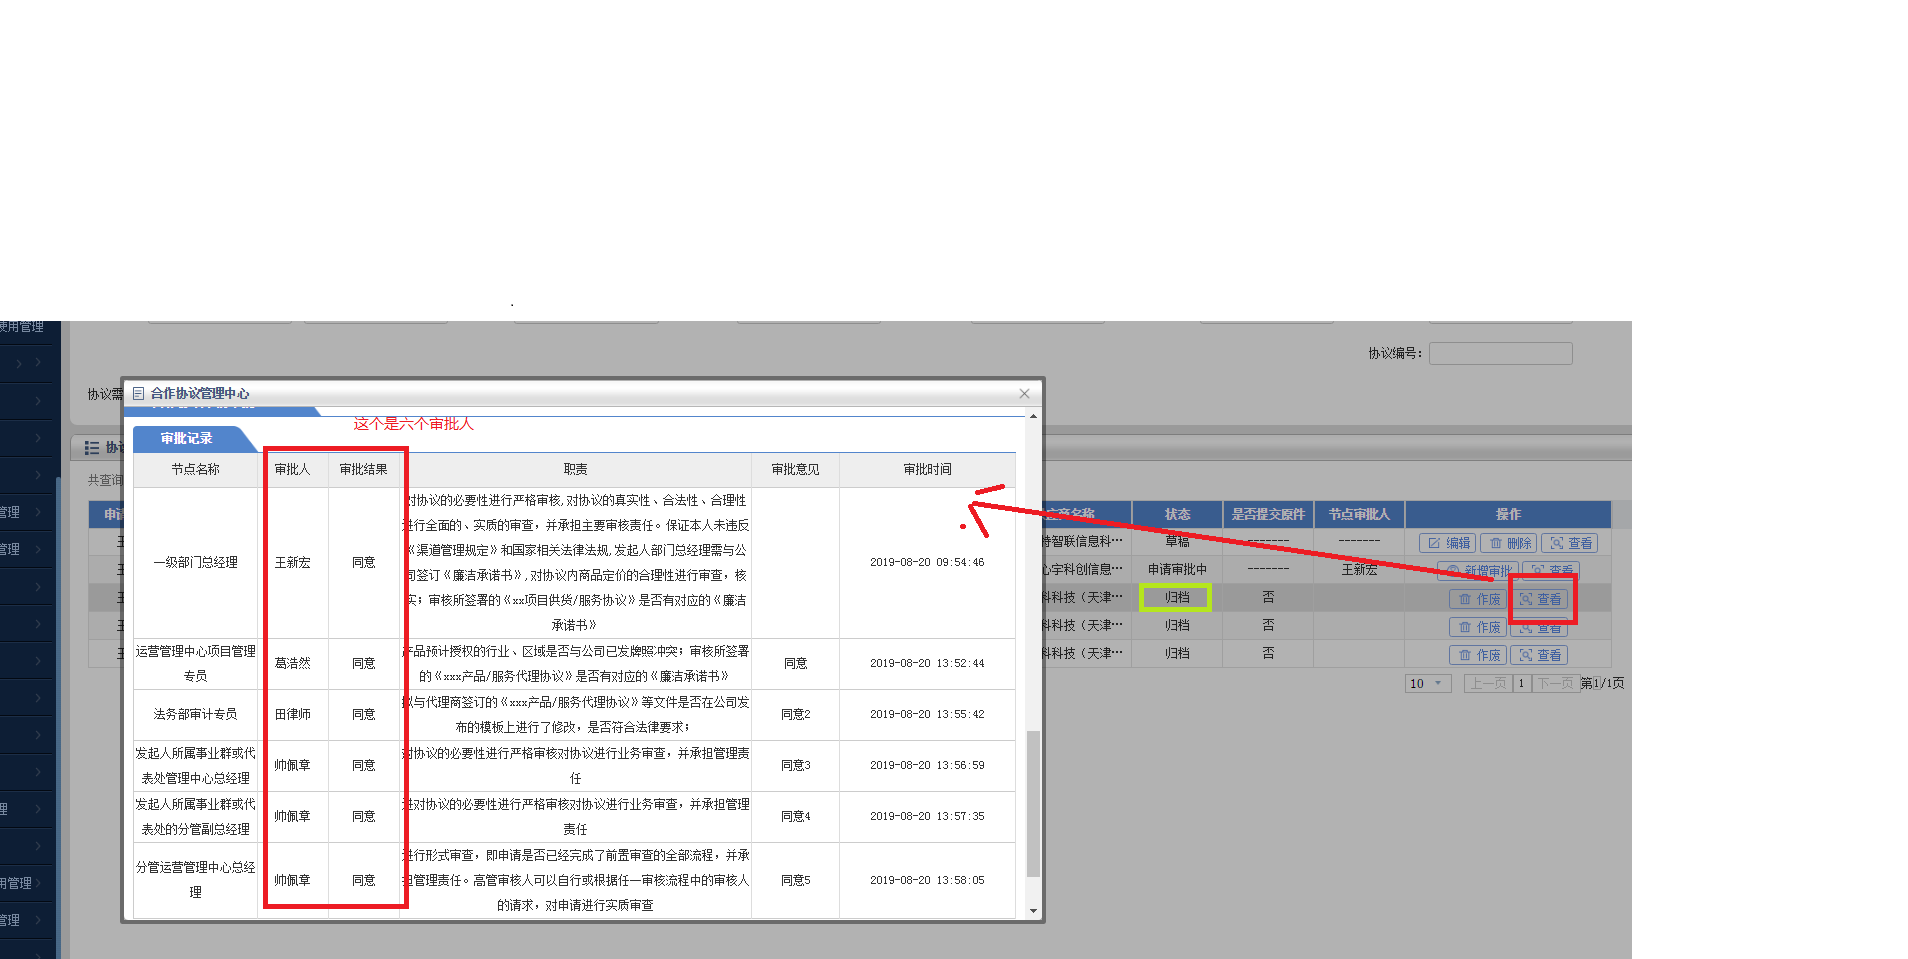 使用管理
协议编号：
协议需
合作协议管理中心
这个是六个审批人
审批记录
节点名称 审批人 审批结果 职责 审批意见 审批时间
一级部门总经理 王新宏 同意
对协议的必要性进行严格审核,对协议的真实性、合法性、合理性
进行全面的、实质的审查，并承担主要审核责任。保证本人未违反
《渠道管理规定》和国家相关法律法规,发起人部门总经理需与公
司签订《廉洁承诺书》,对协议内商品定价的合理性进行审查，核
实；审核所签署的《xx项目供货/服务协议》是否有对应的《廉洁
承诺书》
2019-08-20 09:54:46
运营管理中心项目管理
专员
葛浩然 同意
产品预计授权的行业、区域是否与公司已发牌照冲突；审核所签署
的《xxx产品/服务代理协议》是否有对应的《廉洁承诺书》
同意 2019-08-20 13:52:44
法务部审计专员 田律师 同意
拟与代理商签订的《xxx产品/服务代理协议》等文件是否在公司发
布的模板上进行了修改，是否符合法律要求；
同意2 2019-08-20 13:55:42
发起人所属事业群或代
表处管理中心总经理
帅佩章 同意
对协议的必要性进行严格审核对协议进行业务审查，并承担管理责
任
同意3 2019-08-20 13:56:59
发起人所属事业群或代
表处的分管副总经理
帅佩章 同意
进对协议的必要性进行严格审核对协议进行业务审查，并承担管理
责任
同意4 2019-08-20 13:57:35
分管运营管理中心总经
理
帅佩章 同意
进行形式审查，即申请是否已经完成了前置审查的全部流程，并承
担管理责任。高管审核人可以自行或根据任一审核流程中的审核人
的请求，对申请进行实质审查
同意5 2019-08-20 13:58:05
协议
共查询
申请
王
王
王
王
王
商名称 状态 是否提交原件 节点审批人 操作
特智联信息科… 草稿 ------- ------- 编辑 删除 查看
心宇科创信息… 申请审批中 ------- 王新宏 新增审批 查看
科科技（天津… 归档 否 作废 查看
科科技（天津… 归档 否 作废 查看
科科技（天津… 归档 否 作废 查看
10 上一页 1 下一页 第1/1页
管理
管理
理
用管理
管理